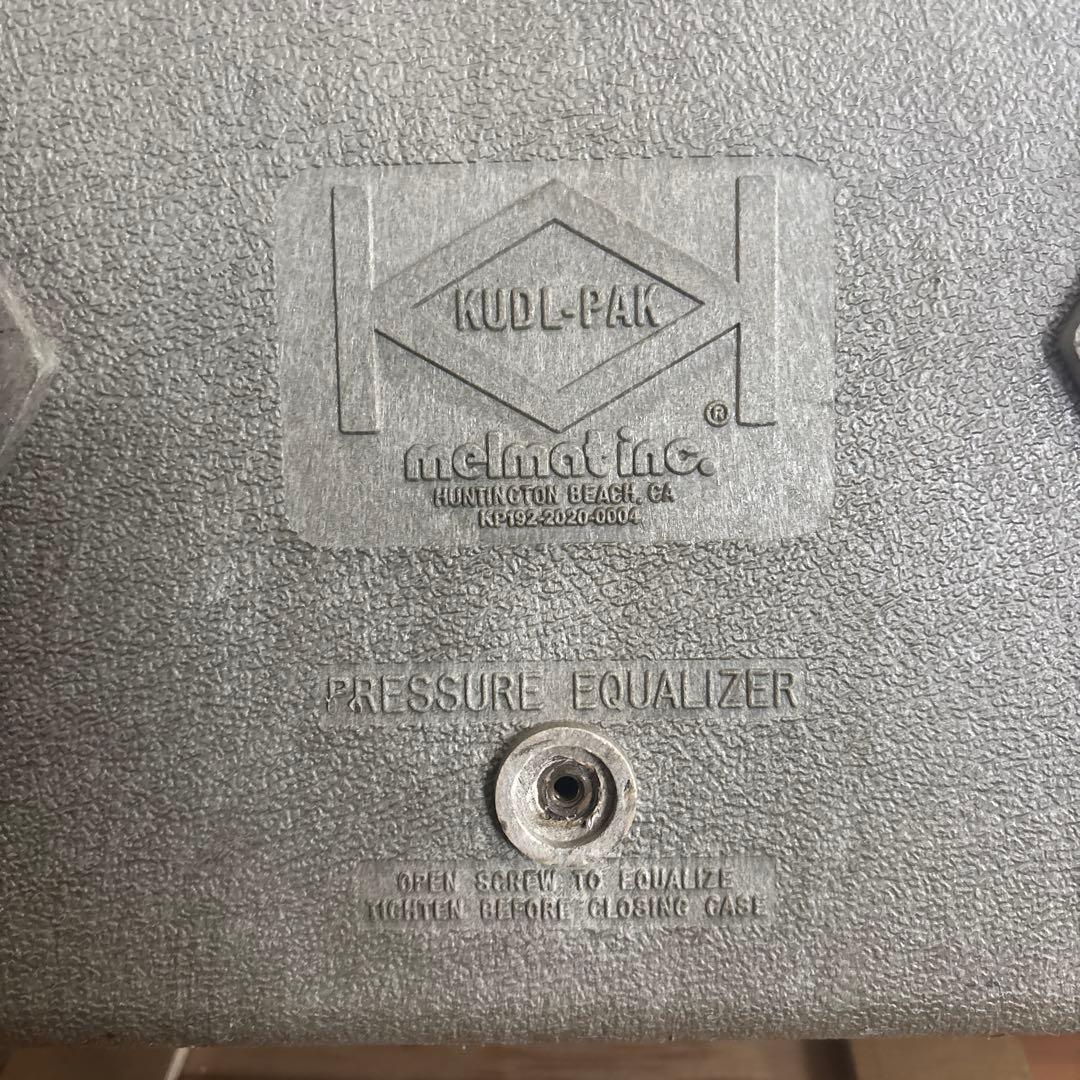 KUDL-PAK
®
melmat inc.
HUNTINGTON BEACH, CA
KP192-2020-0004
PRESSURE EQUALIZER
OPEN SCREW TO EQUALIZE
TIGHTEN BEFORE CLOSING CASE